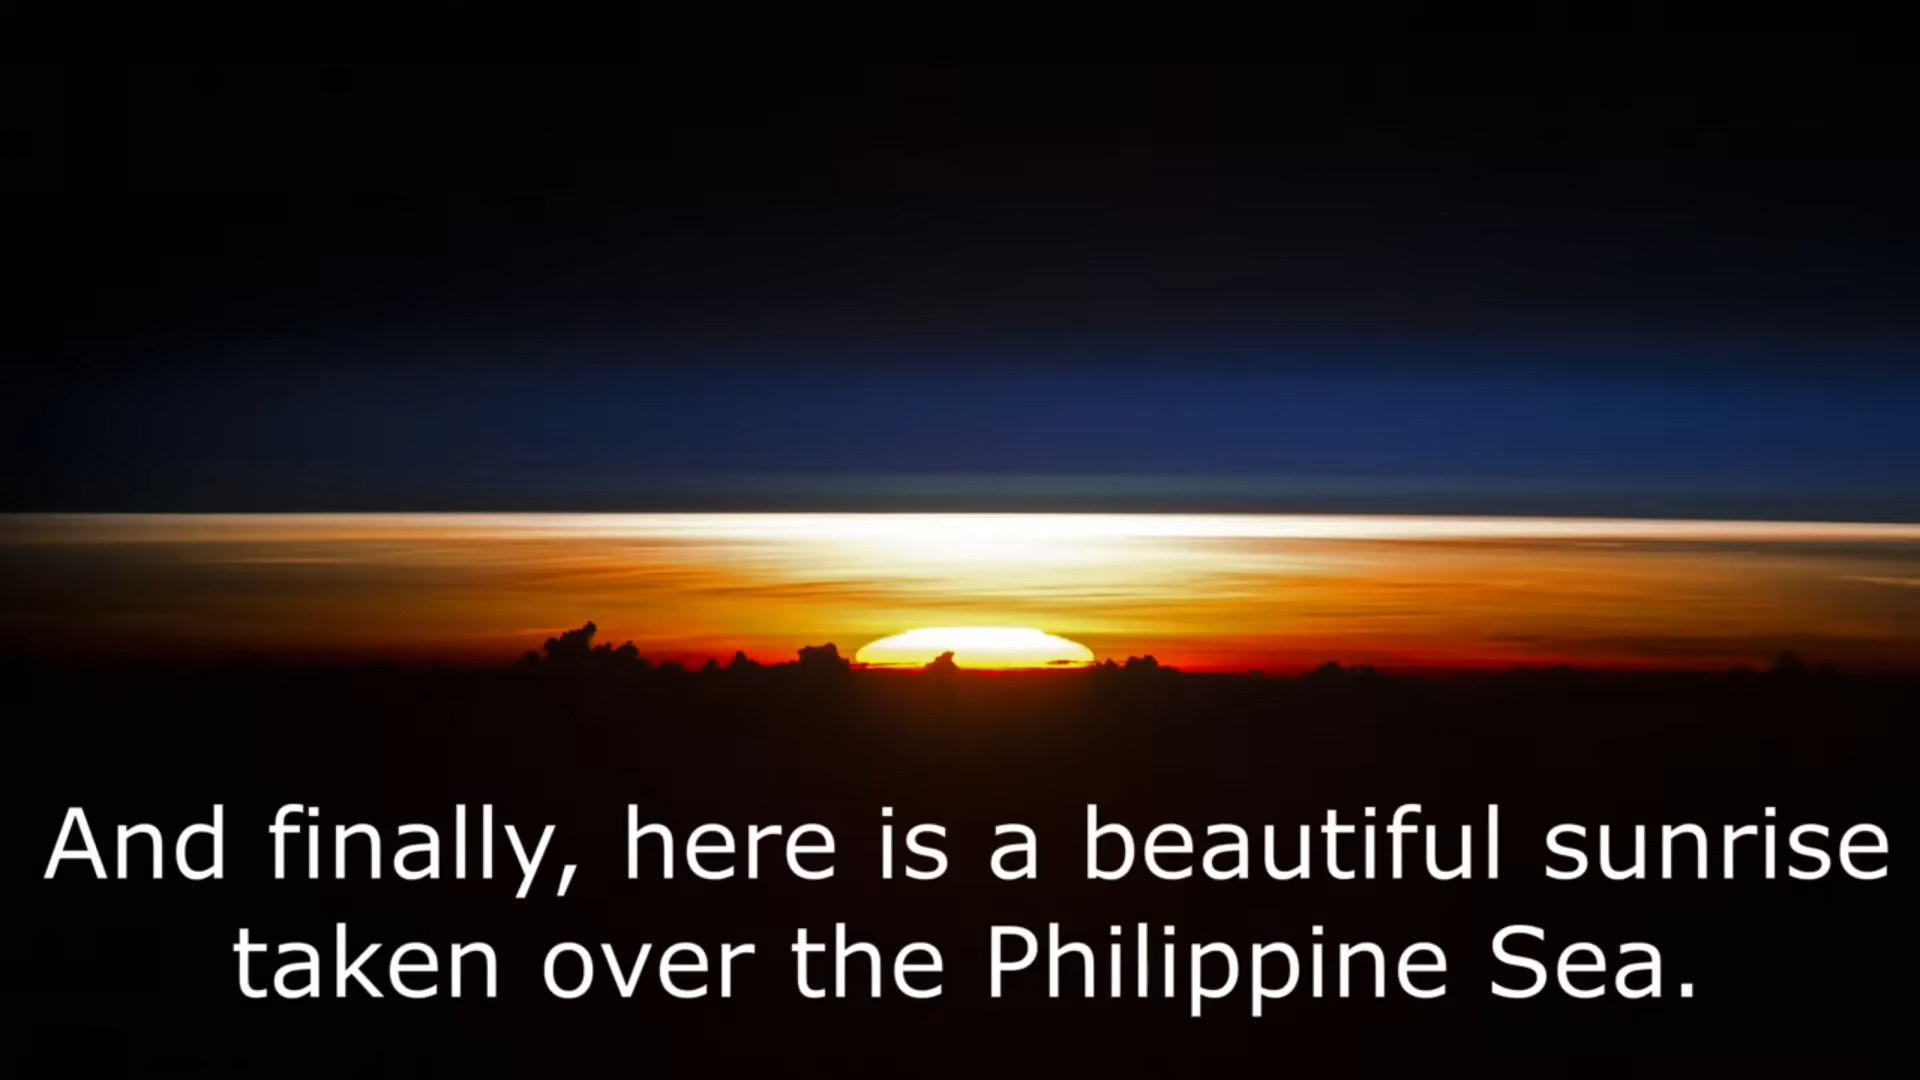 And finally, here is a beautiful sunrise
taken over the Philippine Sea.